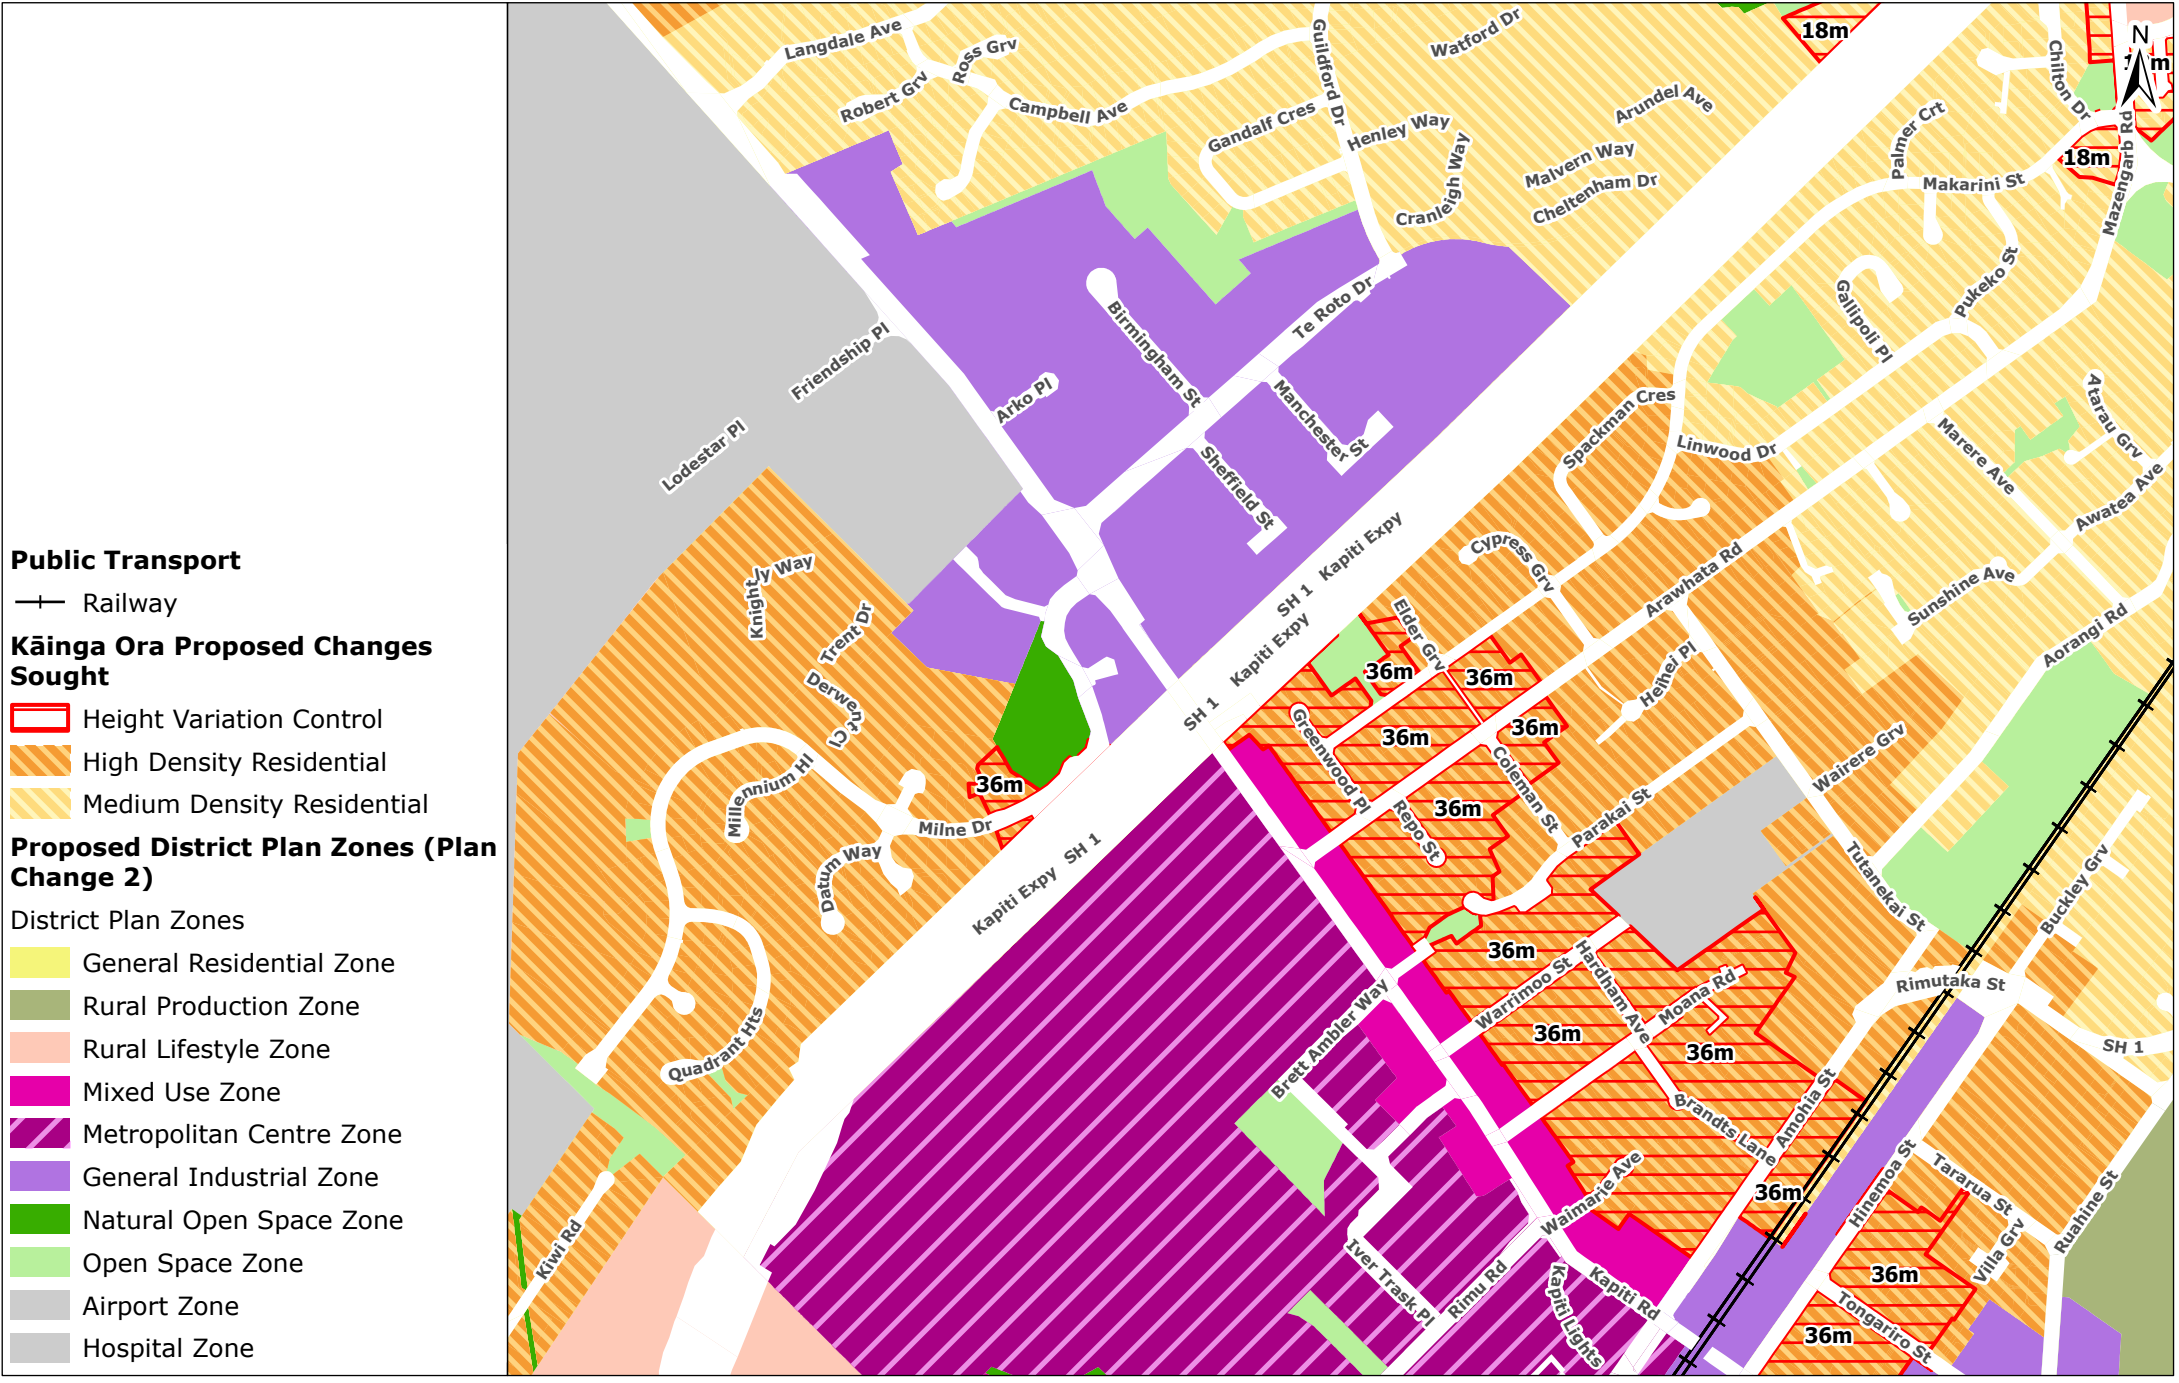 Public Transport
Railway
Kāinga Ora Proposed Changes
Sought
Height Variation Control
High Density Residential
Medium Density Residential
Proposed District Plan Zones (Plan
Change 2)
District Plan Zones
General Residential Zone
Rural Production Zone
Rural Lifestyle Zone
Mixed Use Zone
Metropolitan Centre Zone
General Industrial Zone
Natural Open Space Zone
Open Space Zone
Airport Zone
Hospital Zone
Langdale Ave
Ross Grv
Robert Grv
Campbell Ave
Guildford Dr
Watford Dr
Gandalf Cres
Henley Way
Cranleigh Way
Arundel Ave
Malvern Way
Cheltenham Dr
18m
Chilton Dr
N
Palmer Crt
18m
Makarini St
Mazengarb Rd
Pukeko St
Gallipoli Pl
Te Roto Dr
Birmingham St
Friendship Pl
Arko Pl
Manchester St
Lodestar Pl
Sheffield St
Spackman Cres
Linwood Dr
Marere Ave
Atarau Grv
Awatea Ave
Cypress Grv
Arawhata Rd
Sunshine Ave
Aorangi Rd
SH 1 Kapiti Expy
SH 1 Kapiti Expy
Knightly Way
Trent Dr
Derwent Cl
Elder Grv
36m
36m
Heihei Pl
36m
36m
Greenwood Pl
Coleman St
Wairere Grv
Millennium Hl
36m
Milne Dr
Datum Way
Kapiti Expy SH 1
36m
Repo St
Parakai St
Tutanekai St
Buckley Grv
36m
Warrimoo St
Hardham Ave
Moana Rd
Rimutaka St
Brett Ambler Way
36m
36m
SH 1
Quadrant Hts
Brandts Lane
Amohia St
36m
Hinemoa St
Tararua St
Ruahine St
Villa Grv
Kiwi Rd
Waimarie Ave
Iver Trask Pl
Rimu Rd
Kapiti Lights
Kapiti Rd
36m
Tongariro St
36m